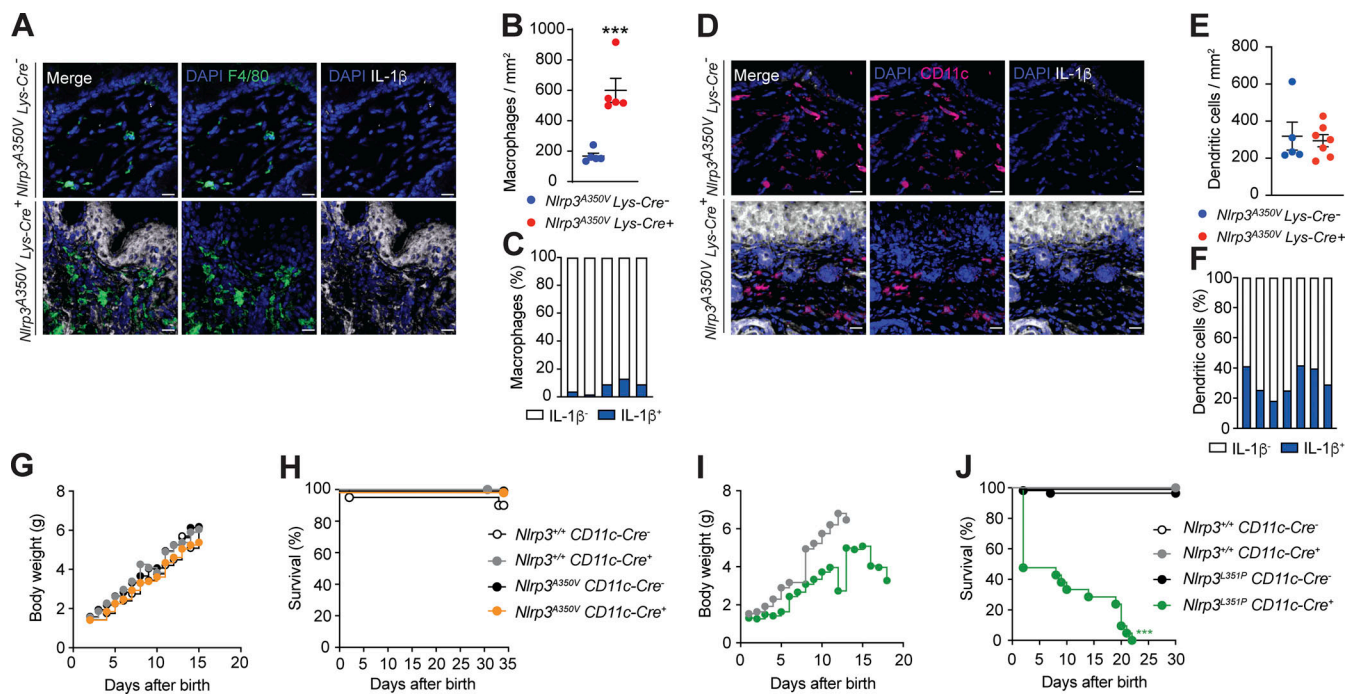 A
Nlrp3A350V Lys-Cre-
Nlrp3A350V Lys-Cre+
Merge
DAPI F4/80
DAPI IL-1β
B
***
Macrophages / mm2
1000
800
600
400
200
0
Nlrp3A350V Lys-Cre-
Nlrp3A350V Lys-Cre+
C
Macrophages (%)
100
80
60
40
20
0
IL-1β-
IL-1β+
D
Nlrp3A350V Lys-Cre-
Nlrp3A350V Lys-Cre+
Merge
DAPI CD11c
DAPI IL-1β
E
Dendritic cells / mm2
800
600
400
200
0
Nlrp3A350V Lys-Cre-
Nlrp3A350V Lys-Cre+
F
Dendritic cells (%)
100
80
60
40
20
0
IL-1β-
IL-1β+
G
Body weight (g)
8
6
4
2
0
0 5 10 15 20
Days after birth
H
Survival (%)
100
80
60
40
20
0
0 5 10 15 20 25 30 35
Days after birth
Nlrp3+/+ CD11c-Cre-
Nlrp3+/+ CD11c-Cre+
Nlrp3A350V CD11c-Cre-
Nlrp3A350V CD11c-Cre+
I
Body weight (g)
8
6
4
2
0
0 5 10 15 20
Days after birth
J
Survival (%)
100
80
60
40
20
0
0 10 20 30
Days after birth
***
Nlrp3+/+ CD11c-Cre-
Nlrp3+/+ CD11c-Cre+
Nlrp3L351P CD11c-Cre-
Nlrp3L351P CD11c-Cre+